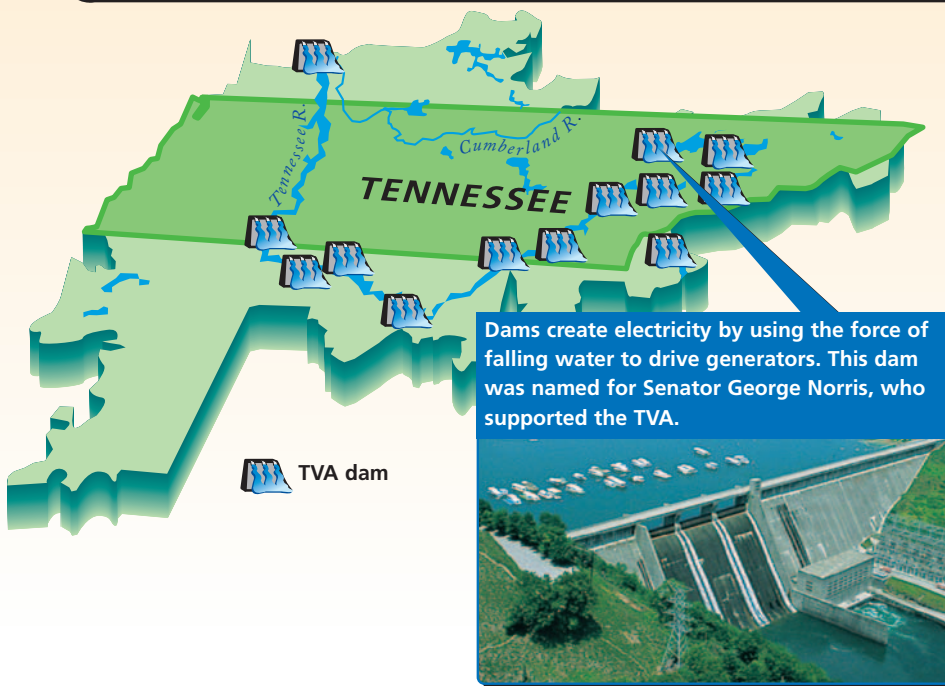 Tennessee R.
Cumberland R.
TENNESSEE
Dams create electricity by using the force of
falling water to drive generators. This dam
was named for Senator George Norris, who
supported the TVA.
TVA dam